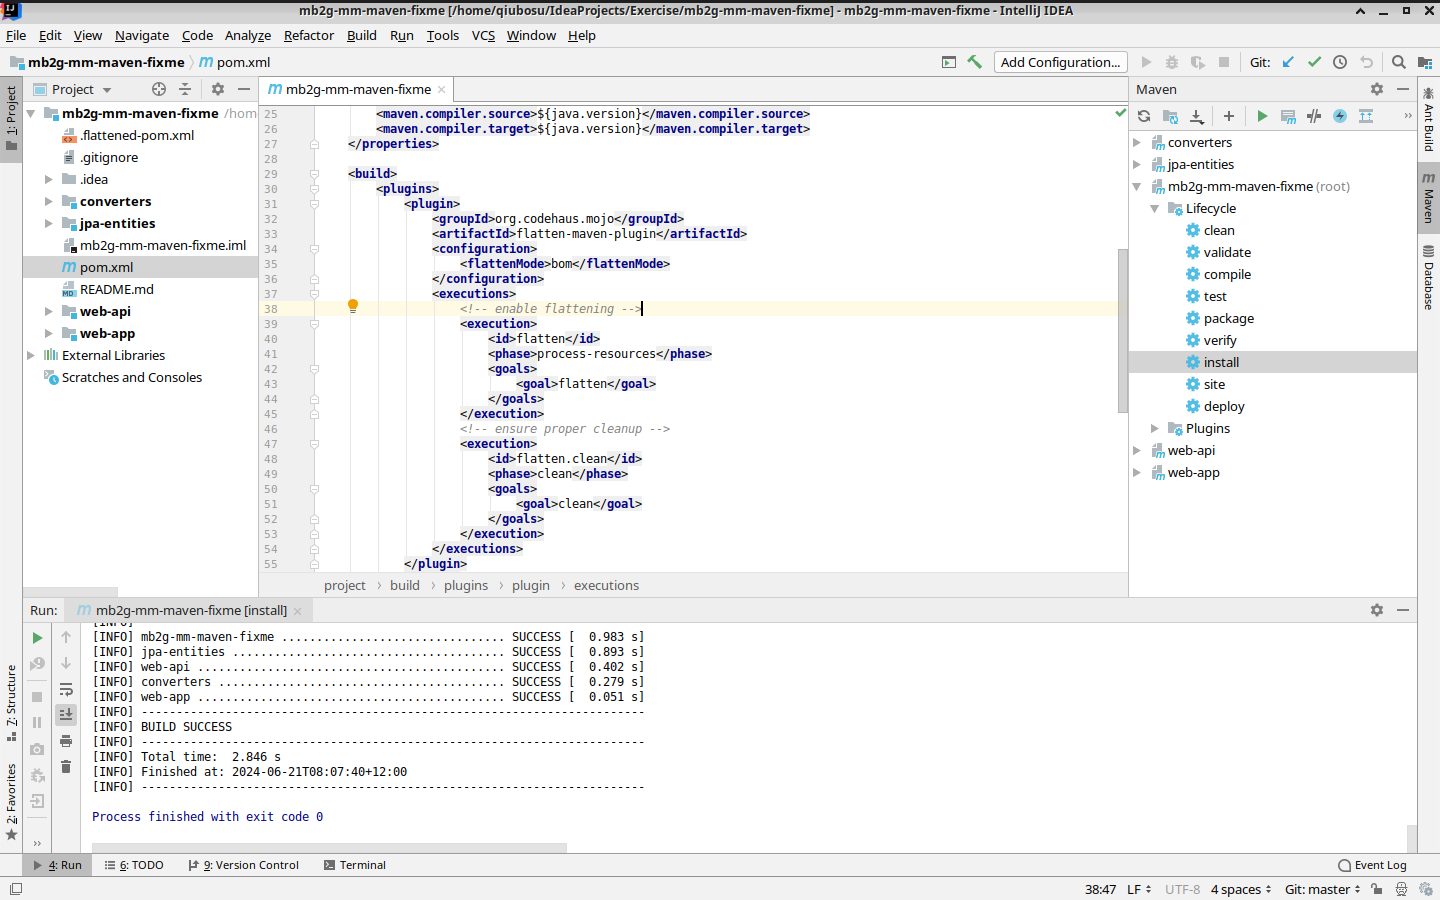 mb2g-mm-maven-fixme [/home/qiubosu/IdeaProjects/Exercise/mb2g-mm-maven-fixme] - mb2g-mm-maven-fixme - IntelliJ IDEA
File Edit View Navigate Code Analyze Refactor Build Run Tools VCS Window Help
mb2g-mm-maven-fixme pom.xml
Add Configuration...
Git:
1: Project
Project
mb2g-mm-maven-fixme /hom
.flattened-pom.xml
.gitignore
.idea
converters
jpa-entities
mb2g-mm-maven-fixme.iml
pom.xml
README.md
web-api
web-app
External Libraries
Scratches and Consoles
mb2g-mm-maven-fixme
25 <maven.compiler.source>${java.version}</maven.compiler.source>
26 <maven.compiler.target>${java.version}</maven.compiler.target>
27 </properties>
28
29 <build>
30 <plugins>
31 <plugin>
32 <groupId>org.codehaus.mojo</groupId>
33 <artifactId>flatten-maven-plugin</artifactId>
34 <configuration>
35 <flattenMode>bom</flattenMode>
36 </configuration>
37 <executions>
38 <!-- enable flattening -->
39 <execution>
40 <id>flatten</id>
41 <phase>process-resources</phase>
42 <goals>
43 <goal>flatten</goal>
44 </goals>
45 </execution>
46 <!-- ensure proper cleanup -->
47 <execution>
48 <id>flatten.clean</id>
49 <phase>clean</phase>
50 <goals>
51 <goal>clean</goal>
52 </goals>
53 </execution>
54 </executions>
55 </plugin>
project › build › plugins › plugin › executions
Maven
converters
jpa-entities
mb2g-mm-maven-fixme (root)
Lifecycle
clean
validate
compile
test
package
verify
install
site
deploy
Plugins
web-api
web-app
Ant Build
Maven
Database
Run: mb2g-mm-maven-fixme [install]
[INFO]
[INFO] mb2g-mm-maven-fixme ................................ SUCCESS [  0.983 s]
[INFO] jpa-entities ....................................... SUCCESS [  0.893 s]
[INFO] web-api ............................................ SUCCESS [  0.402 s]
[INFO] converters ......................................... SUCCESS [  0.279 s]
[INFO] web-app ............................................ SUCCESS [  0.051 s]
[INFO] ------------------------------------------------------------------------
[INFO] BUILD SUCCESS
[INFO] ------------------------------------------------------------------------
[INFO] Total time:  2.846 s
[INFO] Finished at: 2024-06-21T08:07:40+12:00
[INFO] ------------------------------------------------------------------------
Process finished with exit code 0
7: Structure
2: Favorites
4: Run 6: TODO 9: Version Control Terminal Event Log
38:47 LF UTF-8 4 spaces Git: master